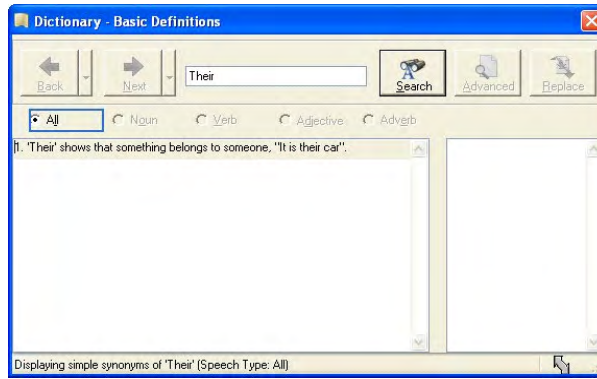 Dictionary - Basic Definitions
Back Next Their Search Advanced Replace
All Noun Verb Adjective Adverb
1. 'Their' shows that something belongs to someone, "It is their car".
Displaying simple synonyms of 'Their' (Speech Type: All)